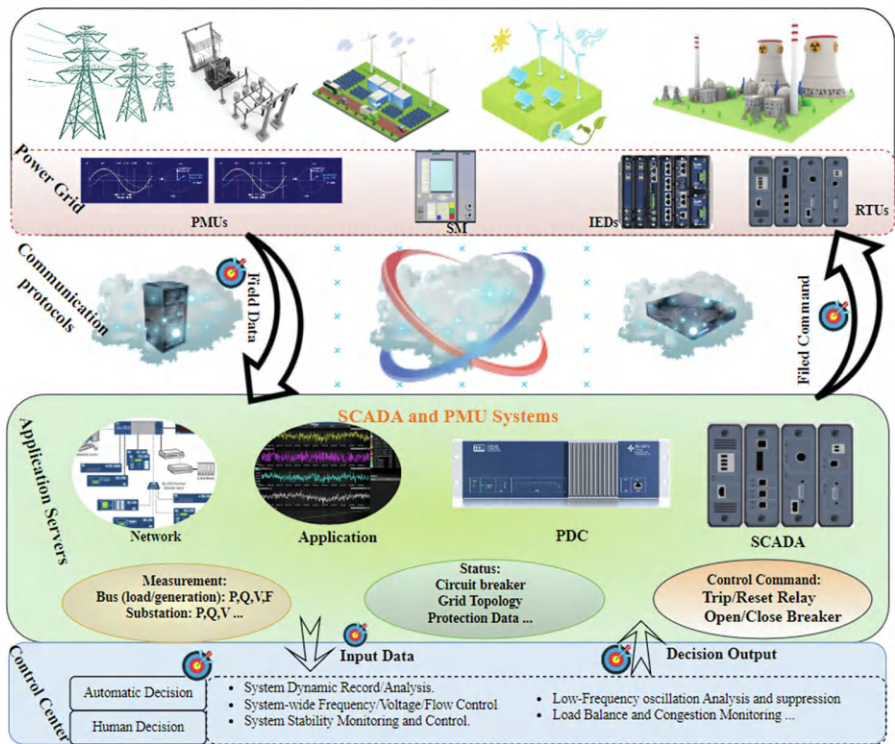 Power Grid
PMUs
SM
IEDs
RTUs
Communication
protocols
Field Data
Filed Command
Application Servers
SCADA and PMU Systems
Network
Application
PDC
SCADA
Measurement:
Bus (load/generation): P,Q,V,F
Substation: P,Q,V ...
Status:
Circuit breaker
Grid Topology
Protection Data ...
Control Command:
Trip/Reset Relay
Open/Close Breaker
Input Data
Decision Output
Control Center
Automatic Decision
Human Decision
• System Dynamic Record/Analysis.
• System-wide Frequency/Voltage/Flow Control
• System Stability Monitoring and Control.
• Low-Frequency oscillation Analysis and suppression
• Load Balance and Congestion Monitoring ...